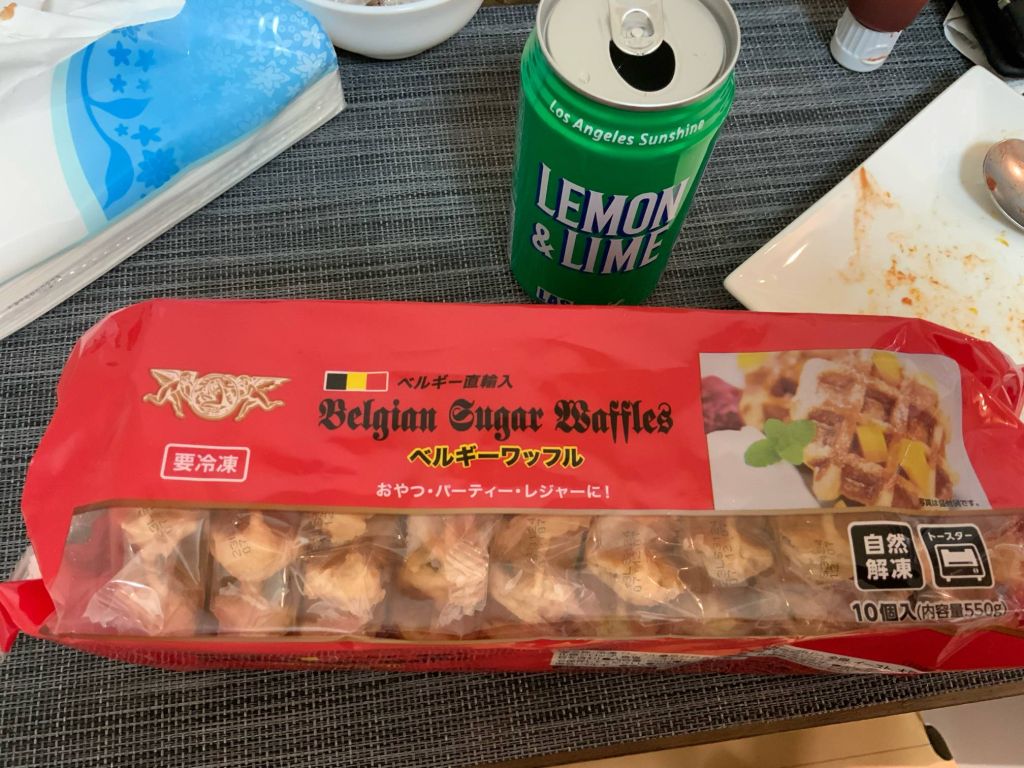 Los Angeles Sunshine
LEMON
& LIME
ベルギー直輸入
Belgian Sugar Waffles
ベルギーワッフル
要冷凍
おやつ・パーティー・レジャーに!
自然
解凍
トースター
10個入(内容量550g)